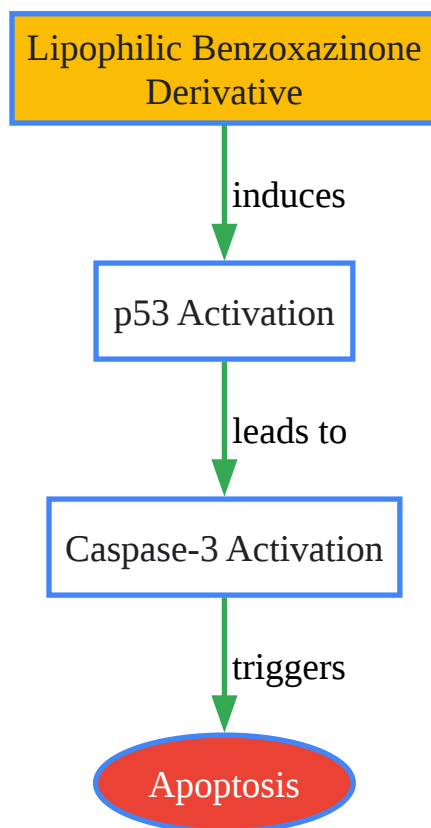 Lipophilic Benzoxazinone
Derivative
induces
p53 Activation
leads to
Caspase-3 Activation
triggers
Apoptosis